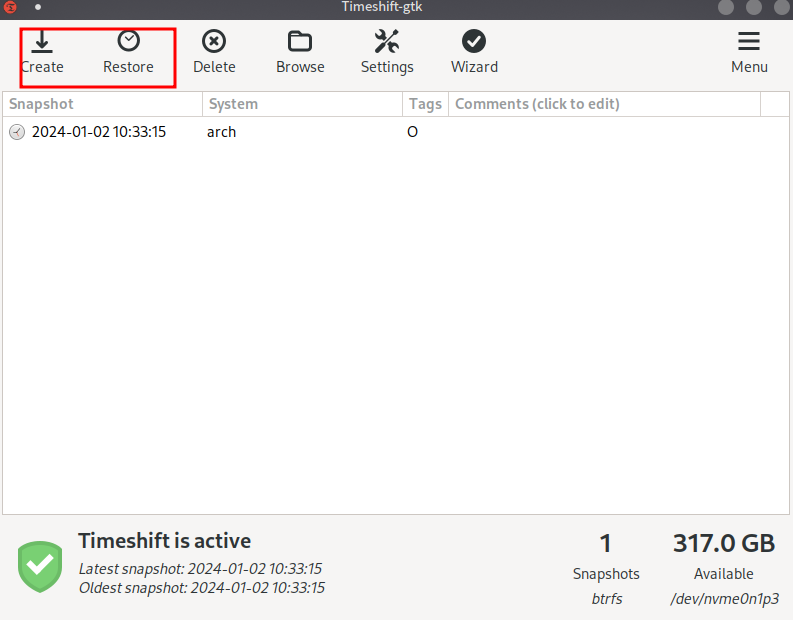 Timeshift-gtk
Create Restore Delete Browse Settings Wizard Menu
Snapshot System Tags Comments (click to edit)
2024-01-02 10:33:15 arch O
Timeshift is active
Latest snapshot: 2024-01-02 10:33:15
Oldest snapshot: 2024-01-02 10:33:15
1 317.0 GB
Snapshots Available
btrfs /dev/nvme0n1p3